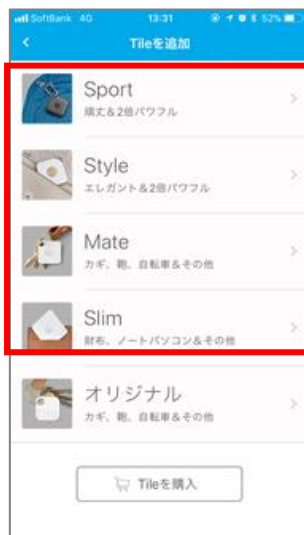 SoftBank 4G 13:31 52%
Tileを追加
Sport
頑丈&2倍パワフル
Style
エレガント&2倍パワフル
Mate
カギ、鞄、自転車&その他
Slim
財布、ノートパソコン&その他
オリジナル
カギ、鞄、自転車&その他
Tileを購入